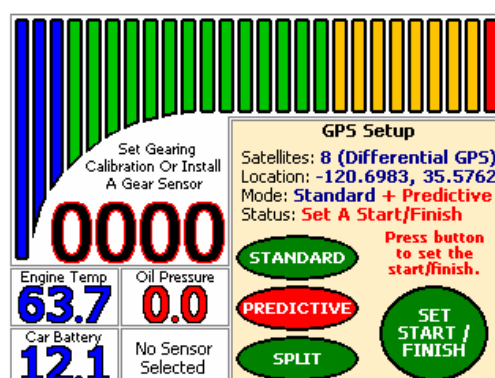 Set Gearing
Calibration Or Install
A Gear Sensor
0000
Engine Temp
63.7
Oil Pressure
0.0
Car Battery
12.1
No Sensor
Selected
GPS Setup
Satellites: 8 (Differential GPS)
Location: -120.6983, 35.5762
Mode: Standard + Predictive
Status: Set A Start/Finish
STANDARD
PREDICTIVE
SPLIT
Press button
to set the
start/finish.
SET
START /
FINISH